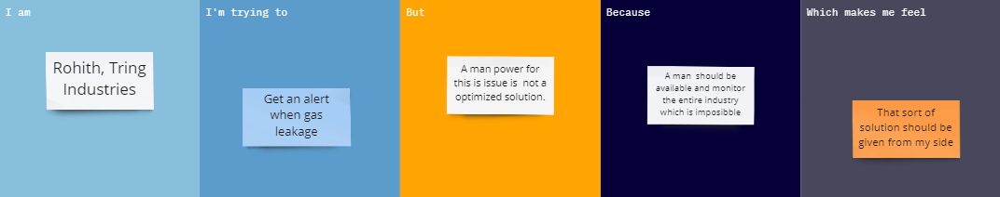 I am
Rohith, Tring
Industries
I'm trying to
Get an alert
when gas
leakage
But
A man power for
this is issue is not a
optimized solution.
Because
A man should be
available and monitor
the entire industry
which is imposibble
Which makes me feel
That sort of
solution should be
given from my side